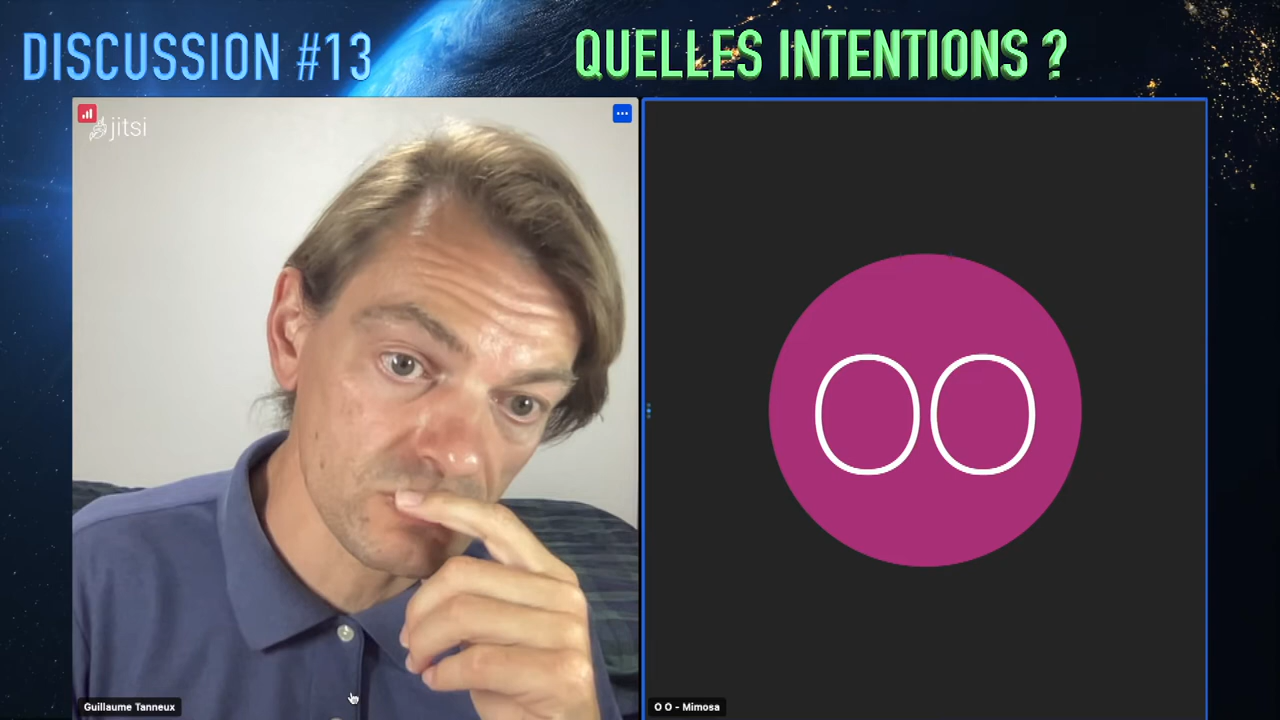 DISCUSSION #13
QUELLES INTENTIONS ?
jitsi
OO
Guillaume Tanneux
O O - Mimosa